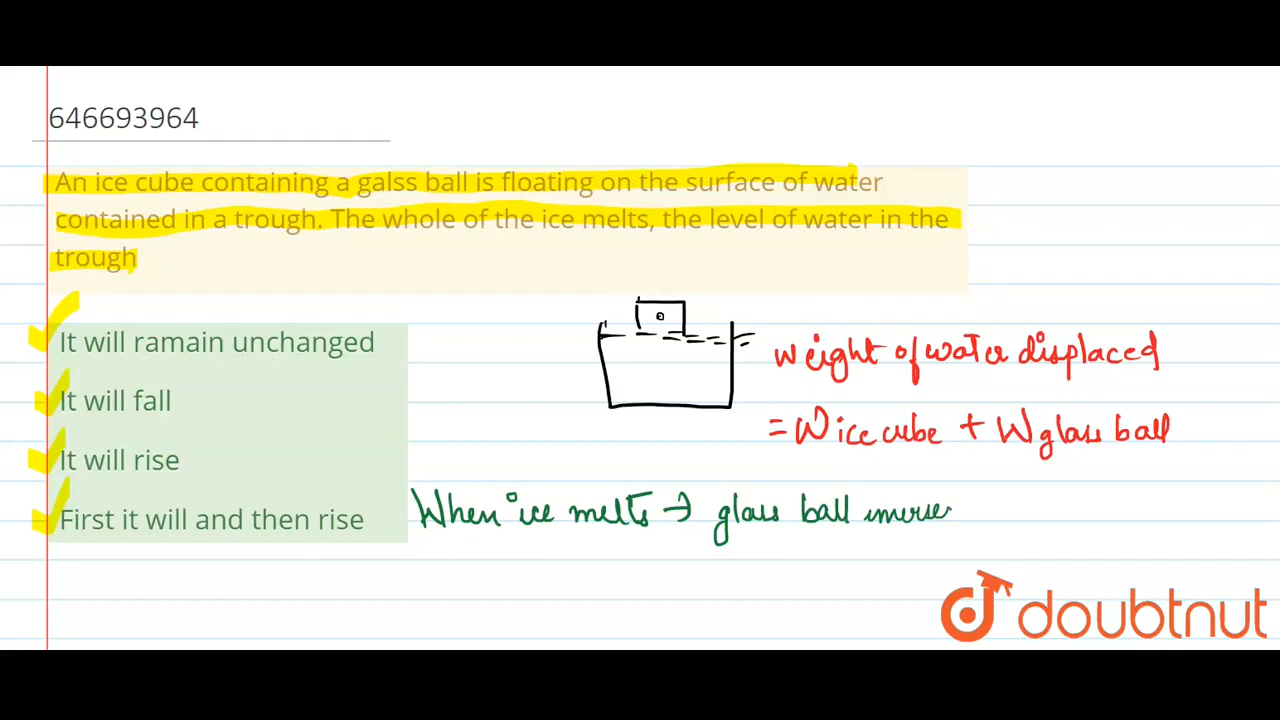 646693964
An ice cube containing a galss ball is floating on the surface of water
contained in a trough. The whole of the ice melts, the level of water in the
trough
It will ramain unchanged
It will fall
It will rise
First it will and then rise
weight of water displaced
= W ice cube + W glass ball
When ice melts → glass ball imerse
doubtnut